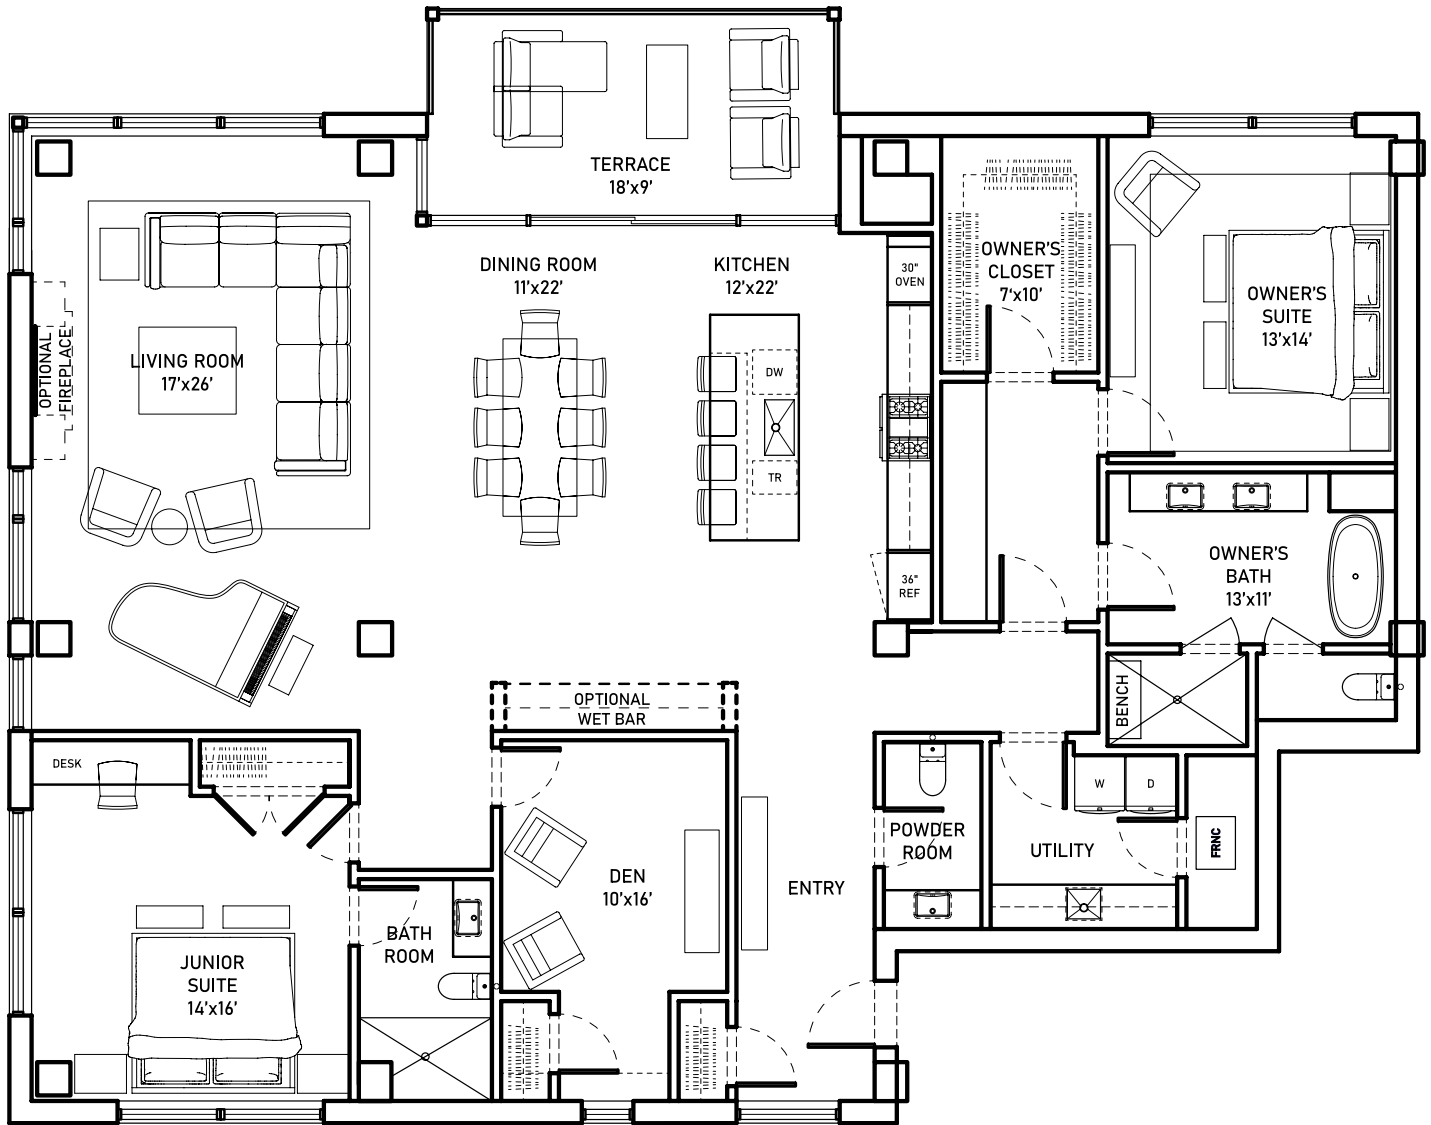 TERRACE
18'x9'
DINING ROOM
11'x22'
KITCHEN
12'x22'
30"
OVEN
OWNER'S
CLOSET
7'x10'
OWNER'S
SUITE
13'x14'
OPTIONAL
FIREPLACE
LIVING ROOM
17'x26'
DW
TR
36"
REF
OWNER'S
BATH
13'x11'
BENCH
OPTIONAL
WET BAR
DESK
W
D
POWDER
ROOM
UTILITY
FRNC
DEN
10'x16'
ENTRY
BATH
ROOM
JUNIOR
SUITE
14'x16'